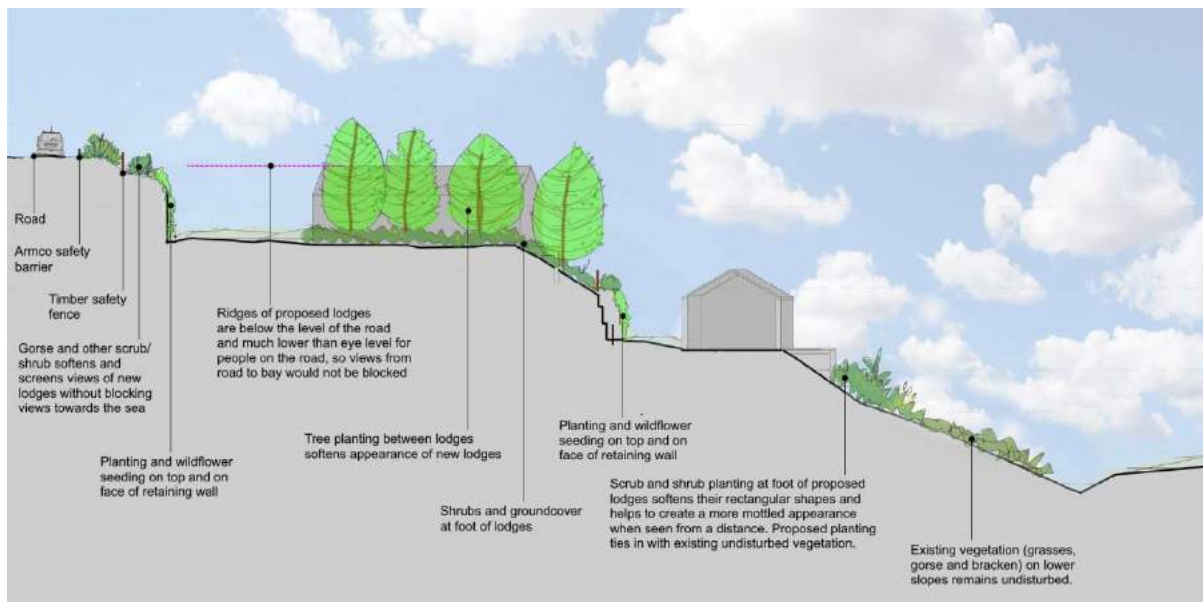 Road
Armco safety
barrier
Timber safety
fence
Gorse and other scrub/
shrub softens and
screens views of new
lodges without blocking
views towards the sea
Planting and wildflower
seeding on top and on
face of retaining wall
Ridges of proposed lodges
are below the level of the road
and much lower than eye level for
people on the road, so views from
road to bay would not be blocked
Tree planting between lodges
softens appearance of new lodges
Shrubs and groundcover
at foot of lodges
Planting and wildflower
seeding on top and on
face of retaining wall
Scrub and shrub planting at foot of proposed
lodges softens their rectangular shapes and
helps to create a more mottled appearance
when seen from a distance. Proposed planting
ties in with existing undisturbed vegetation.
Existing vegetation (grasses,
gorse and bracken) on lower
slopes remains undisturbed.